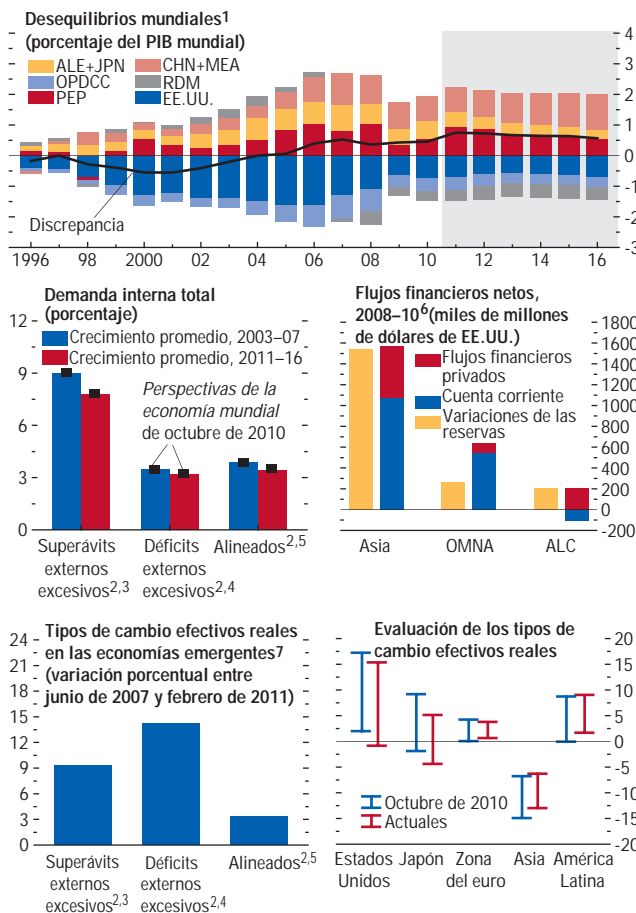 Desequilibrios mundiales1
(porcentaje del PIB mundial)
ALE+JPN
CHN+MEA
OPDCC
RDM
PEP
EE.UU.
4
3
2
1
0
-1
-2
-3
Discrepancia
1996 98 2000 02 04 06 08 10 12 14 16
Demanda interna total
(porcentaje)
12
9
6
3
0
Crecimiento promedio, 2003–07
Crecimiento promedio, 2011–16
Perspectivas de la
economía mundial
de octubre de 2010
Superávits
externos
excesivos2,3
Déficits
externos
excesivos2,4
Alineados2,5
Flujos financieros netos,
2008–106(miles de millones
de dólares de EE.UU.)
Flujos financieros
privados
Cuenta corriente
Variaciones de las
reservas
1800
1600
1400
1200
1000
800
600
400
200
0
-200
Asia OMNA ALC
Tipos de cambio efectivos reales
en las economías emergentes7
(variación porcentual entre
junio de 2007 y febrero de 2011)
24
21
18
15
12
9
6
3
0
Superávits
externos
excesivos2,3
Déficits
externos
excesivos2,4
Alineados2,5
Evaluación de los tipos de
cambio efectivos reales
20
15
10
5
0
-5
-10
-15
-20
Octubre de 2010
Actuales
Estados
Unidos
Japón
Zona
del euro
Asia
América
Latina